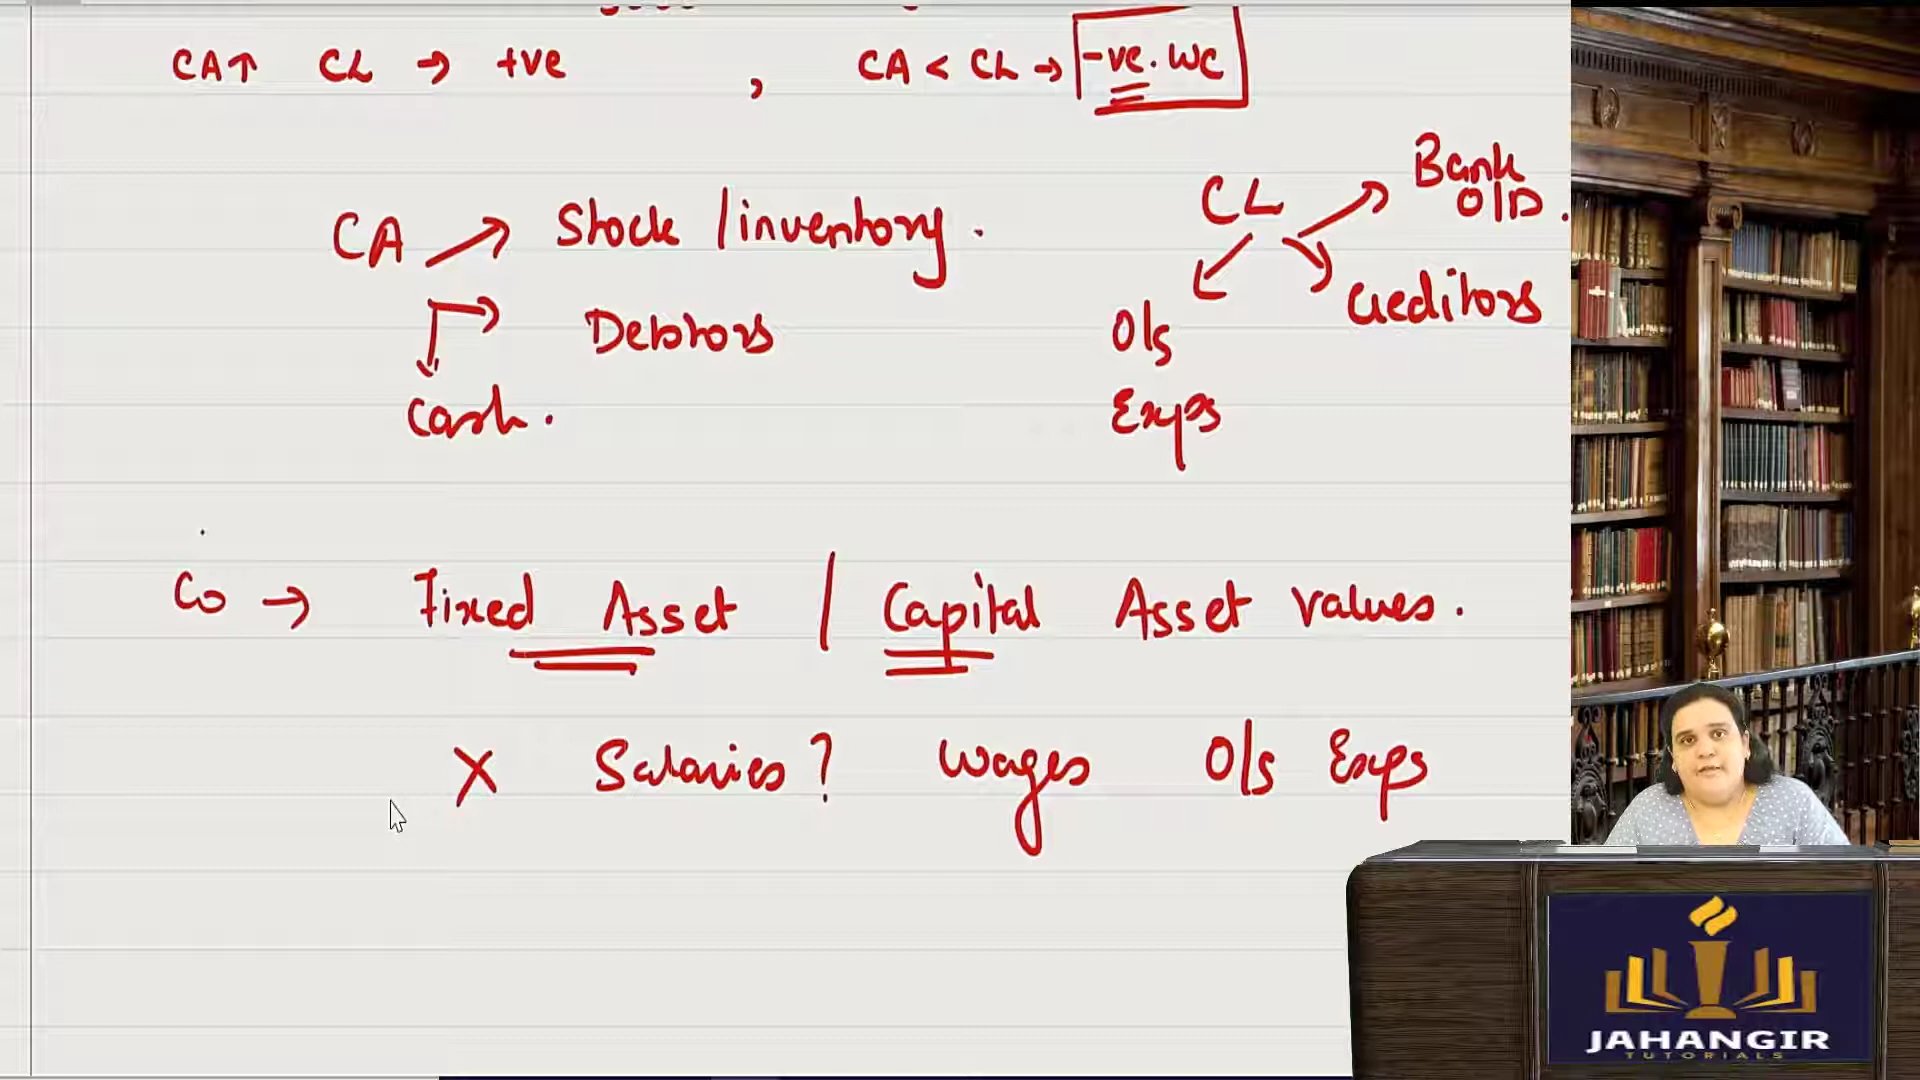 CA↑ CL → +ve , CA < CL → -ve. WC
CA → Stock / inventory . CL → Bank O/D .
Debtors O/s Creditors
Cash . Exps
Co → Fixed Asset / Capital Asset values .
X Salaries ? Wages O/s Exps
JAHANGIR
TUTORIALS